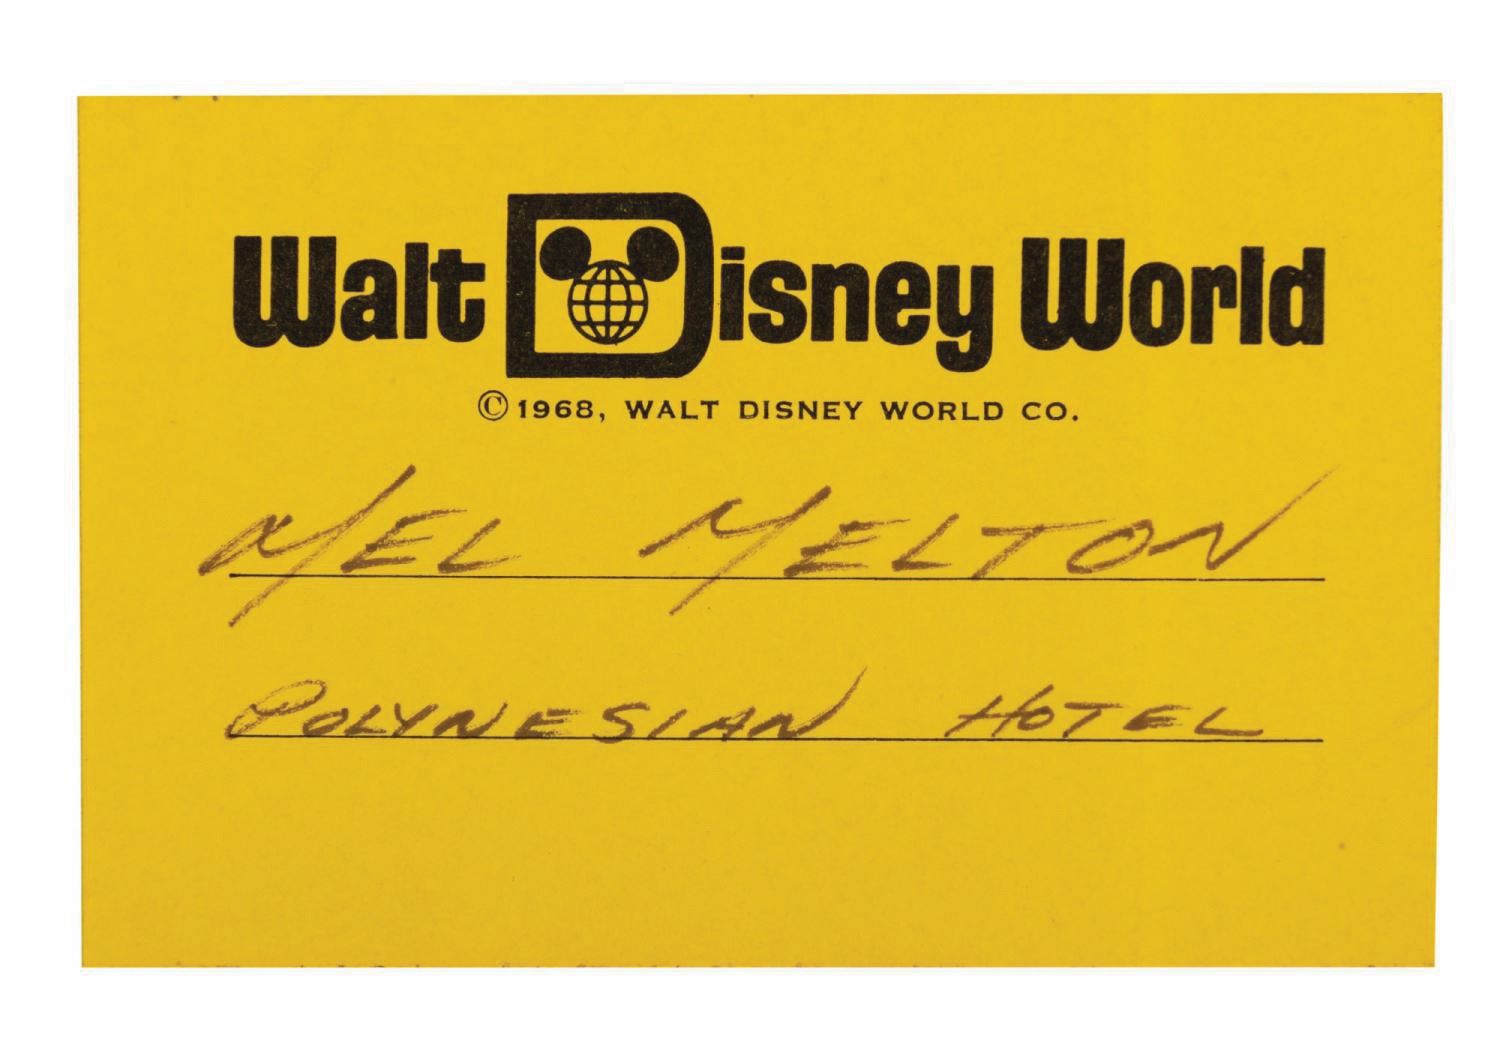 Walt Disney World
© 1968, WALT DISNEY WORLD CO.
MEL MELTON
POLYNESIAN HOTEL